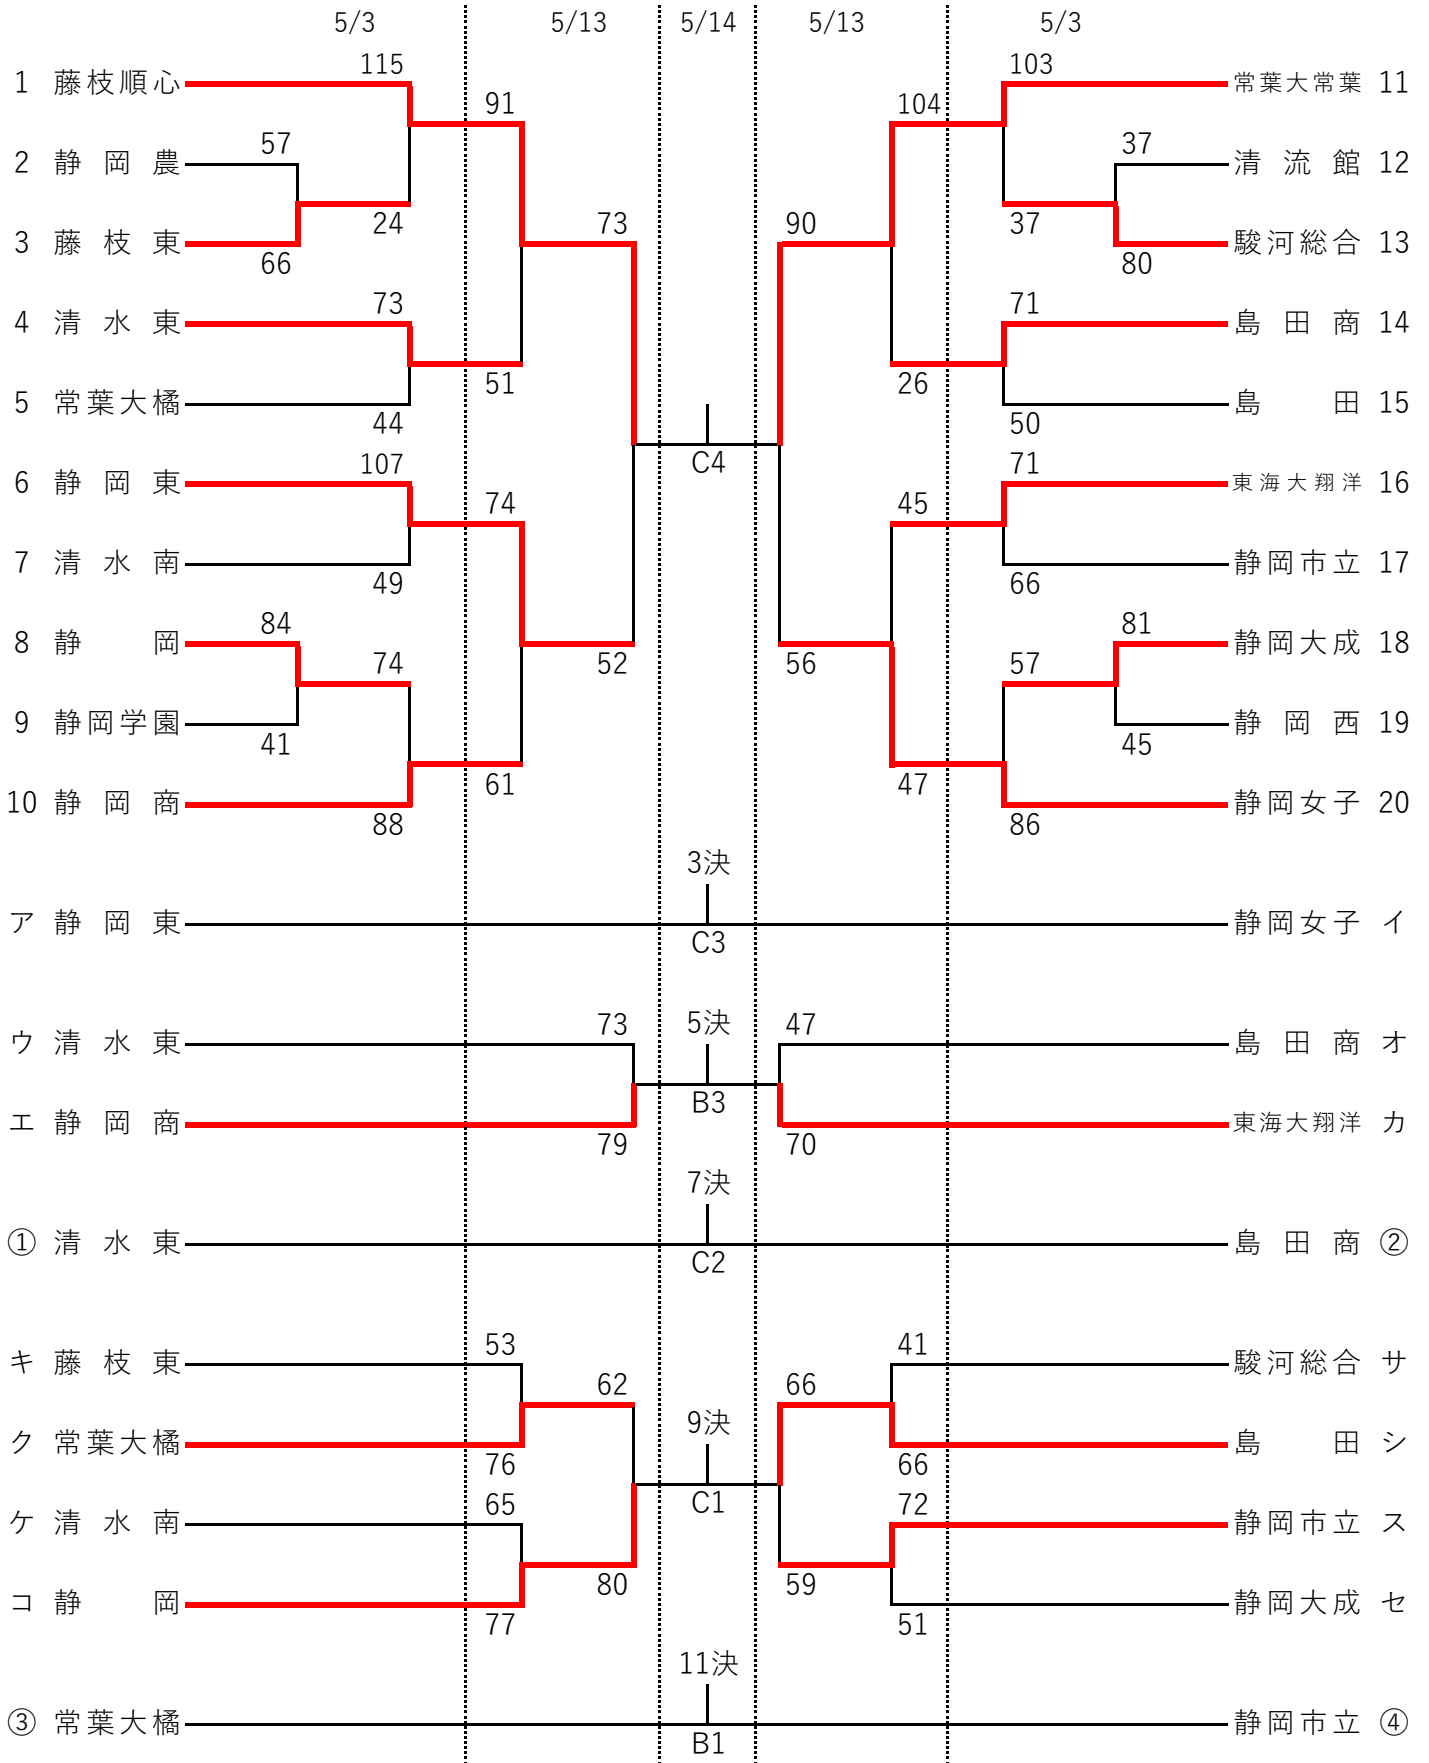 5/3 5/13 5/14 5/13 5/3
115 103
1 藤枝順心 常葉大常葉 11
91 104
57 37
2 静岡農 清流館 12
24 73 90 37
3 藤枝東 駿河総合 13
66 80
73 71
4 清水東 島田商 14
51 26
5 常葉大橘 島田 15
44 50
C4
107 71
6 静岡東 東海大翔洋 16
74 45
7 清水南 静岡市立 17
49 66
84 81
8 静岡 静岡大成 18
74 52 56 57
9 静岡学園 静岡西 19
41 45
61 47
10 静岡商 静岡女子 20
88 86
3決
ア 静岡東 静岡女子 イ
C3
73 5決 47
ウ 清水東 島田商 オ
B3
エ 静岡商 東海大翔洋 カ
79 70
7決
① 清水東 島田商 ②
C2
53 41
キ 藤枝東 駿河総合 サ
62 66
9決
ク 常葉大橘 島田 シ
76 66
65 C1 72
ケ 清水南 静岡市立 ス
80 59
コ 静岡 静岡大成 セ
77 51
11決
③ 常葉大橘 静岡市立 ④
B1